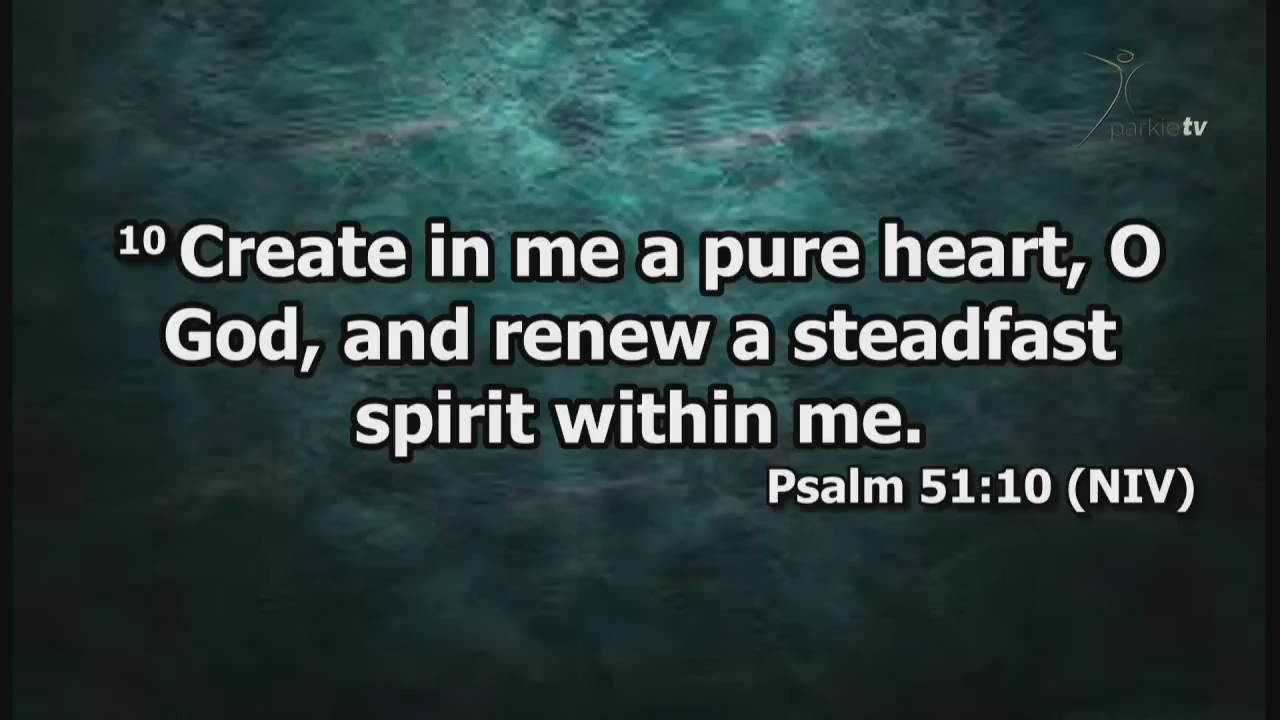 parkietv
10 Create in me a pure heart, O
God, and renew a steadfast
spirit within me.
Psalm 51:10 (NIV)